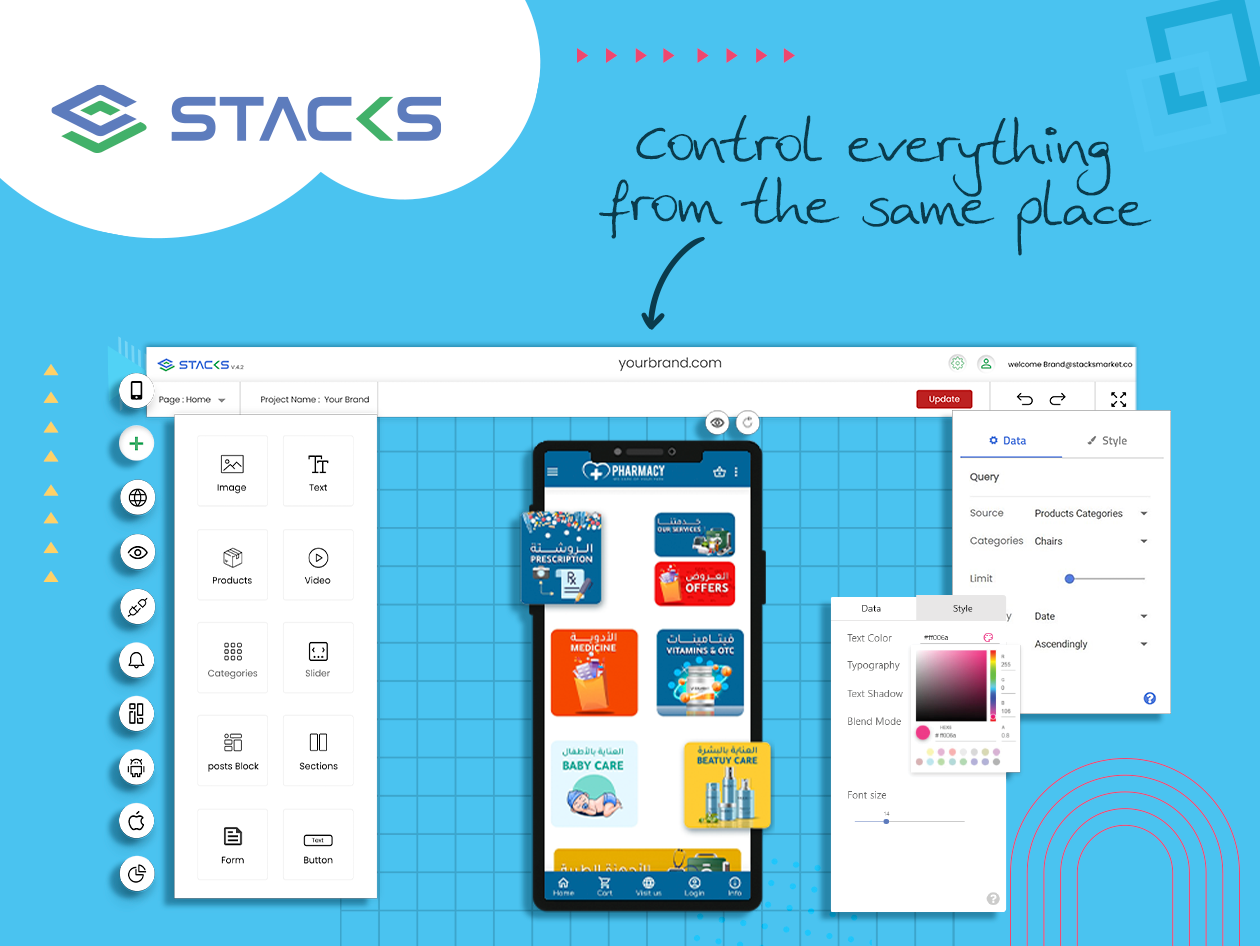 STACKS
Control everything
from the same place
STACKS V.4.2
yourbrand.com
welcome Brand@stacksmarket.co
Page : Home
Project Name : Your Brand
Update
Image
Text
Products
Video
Categories
Slider
posts Block
Sections
Form
Text
Button
PHARMACY
الروشتة
PRESCRIPTION
خدمتنا
OUR SERVICES
العروض
OFFERS
الأدوية
MEDICINE
فيتامينات
VITAMINS & OTC
العناية بالأطفال
BABY CARE
العناية بالبشرة
BEATUY CARE
Home
Cart
Visit us
Login
Info
Data
Style
Query
Source
Products Categories
Categories
Chairs
Limit
Date
Ascendingly
Data
Style
Text Color
#ff006a
Typography
Text Shadow
Blend Mode
R
255
G
0
B
106
A
0.8
HEXA
#ff006a
Font size
14